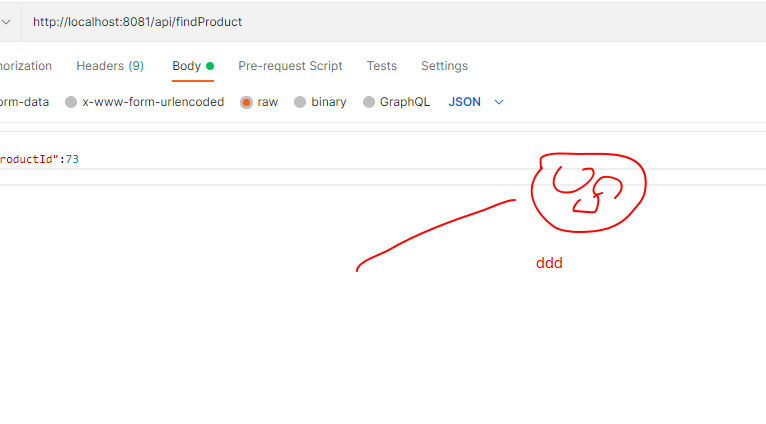 http://localhost:8081/api/findProduct
horization Headers (9) Body Pre-request Script Tests Settings
orm-data x-www-form-urlencoded raw binary GraphQL JSON
roductId":73
ddd